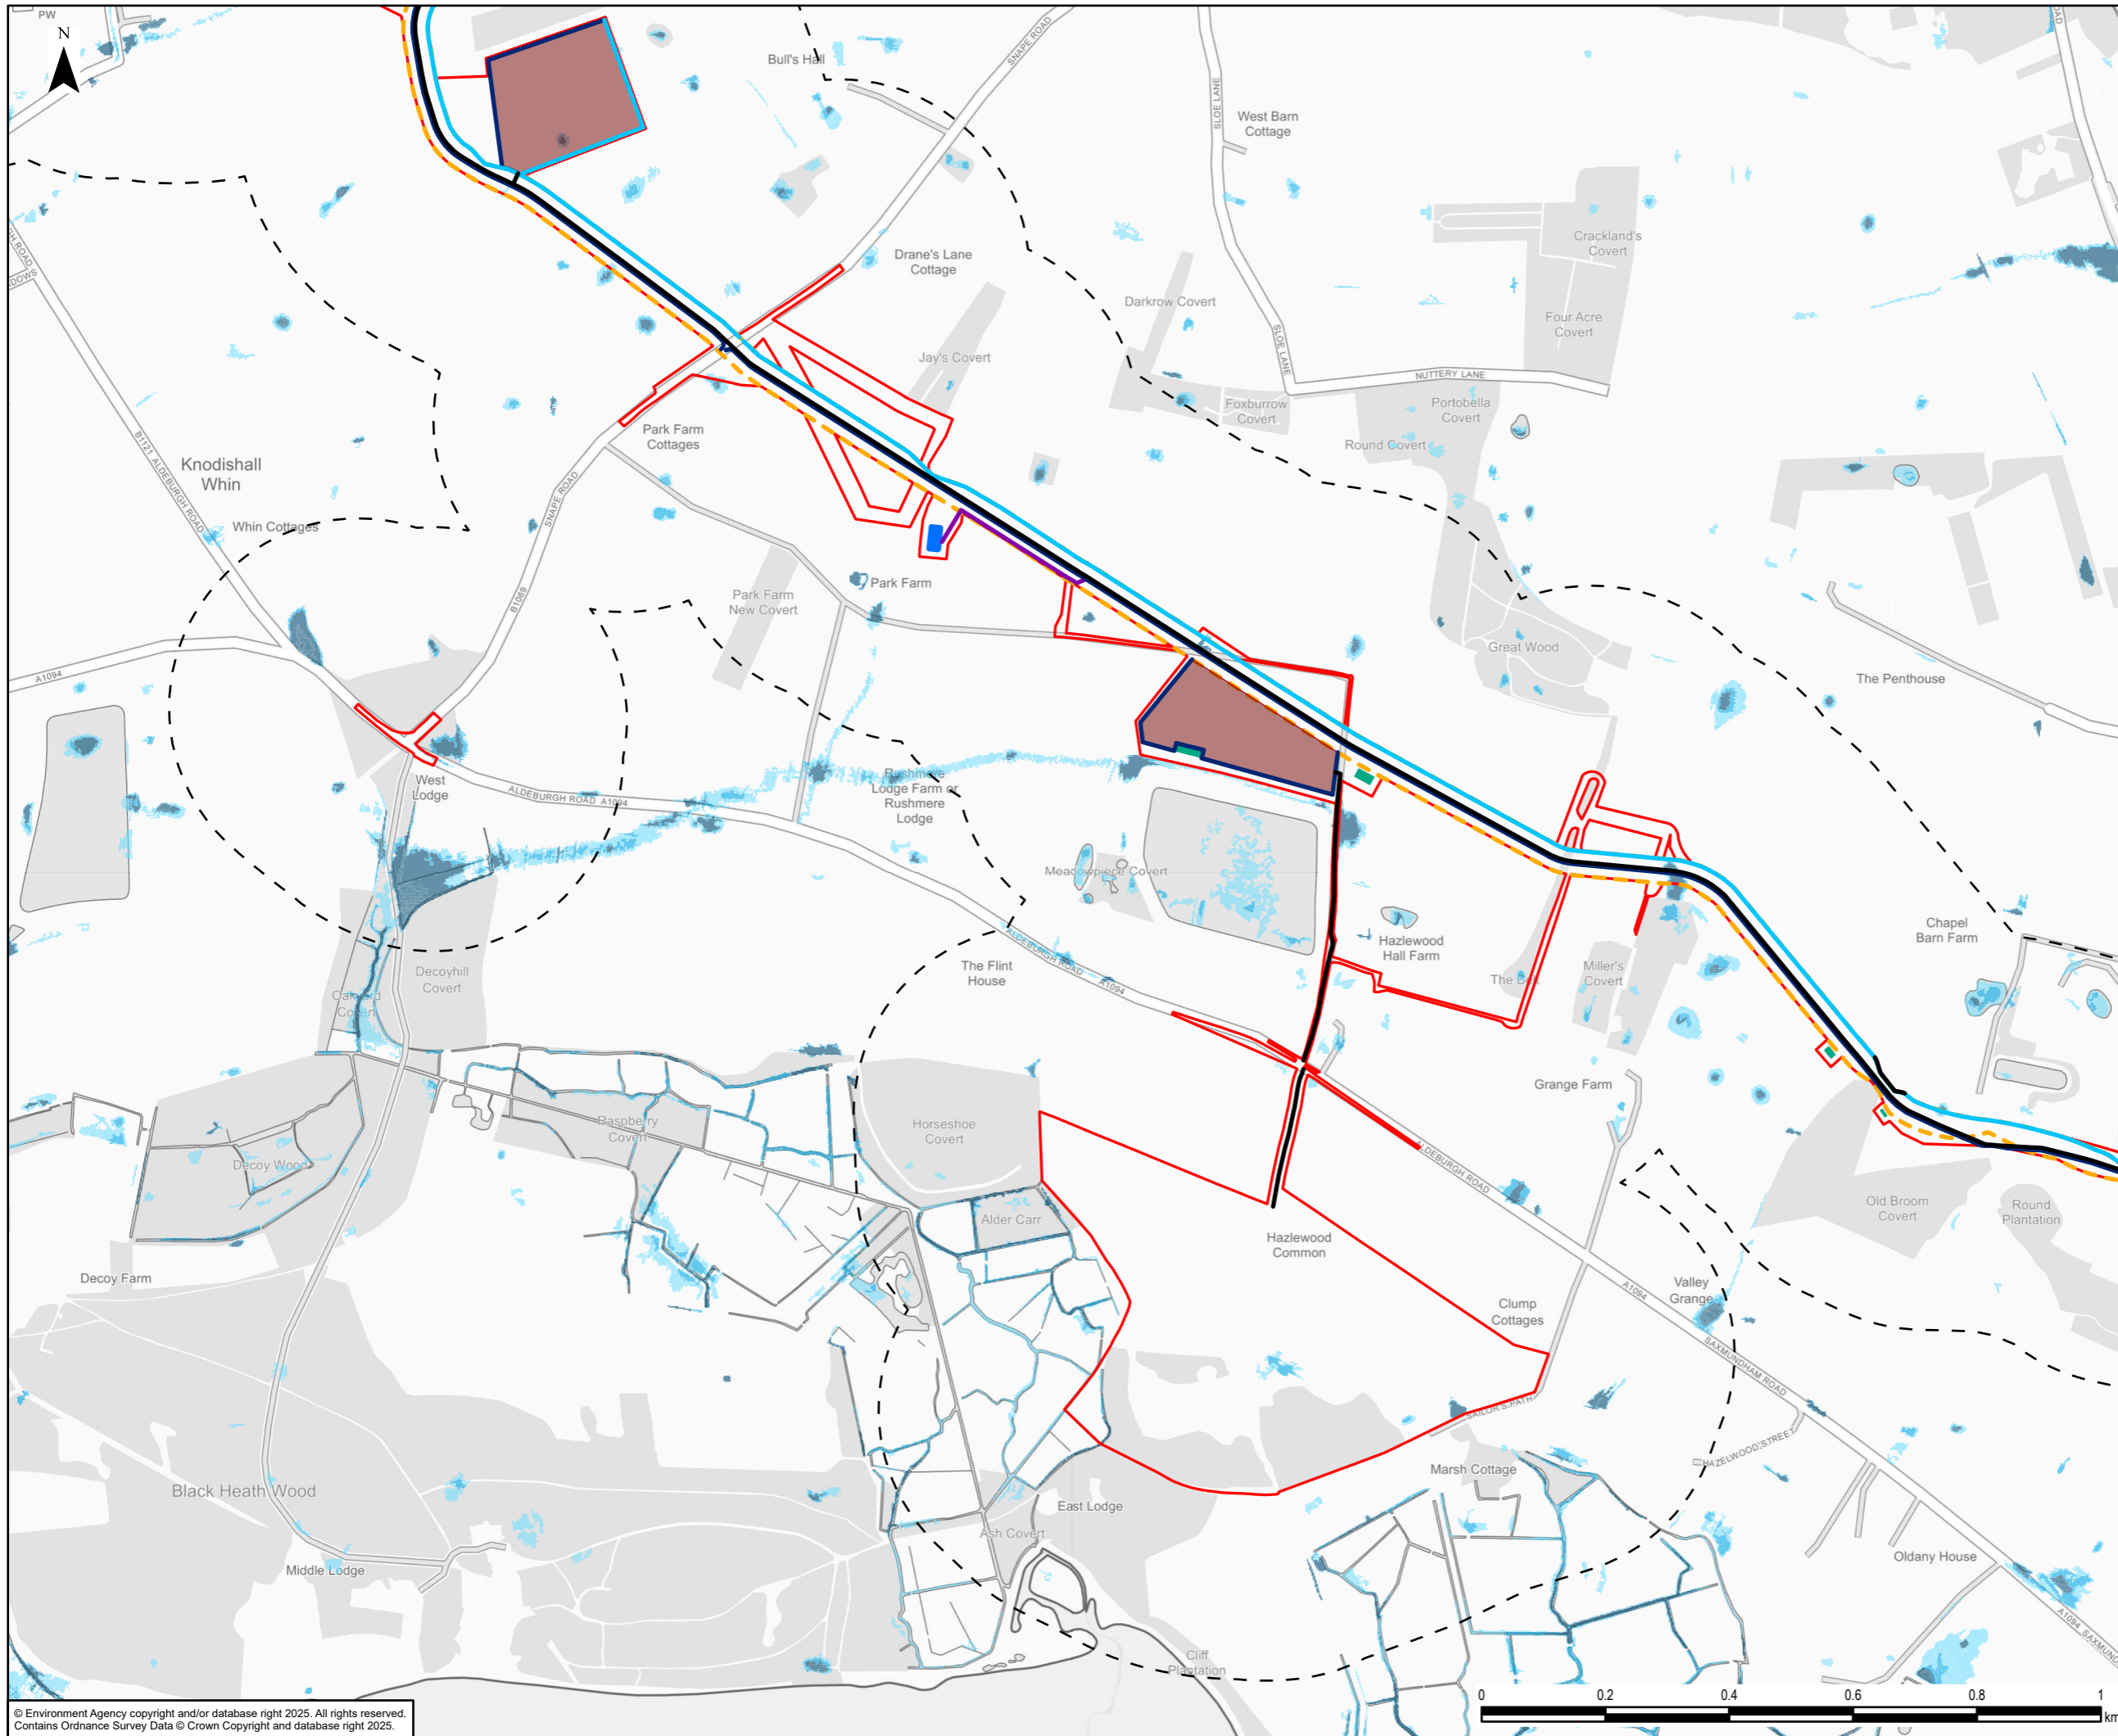 PW
N
Bull's Hall
SNAPE ROAD
SLOE LANE
West Barn
Cottage
Crackland's
Covert
Drane's Lane
Cottage
Darkrow Covert
Four Acre
Covert
Jay's Covert
SLOE LANE
NUTTERY LANE
Foxburrow
Covert
Portobella
Covert
Round Covert
Park Farm
Cottages
B1121 ALDEBURGH ROAD
Knodishall
Whin
Whin Cottages
SNAPE ROAD
B1069
Park Farm
Park Farm
New Covert
Great Wood
The Penthouse
A1094
West
Lodge
ALDEBURGH ROAD A1094
Rushmere
Lodge Farm or
Rushmere
Lodge
Meadowpiece Covert
Hazlewood
Hall Farm
The Belt
Miller's
Covert
Chapel
Barn Farm
ALDEBURGH ROAD
A1094
The Flint
House
Decoyhill
Covert
Grange Farm
Raspberry
Covert
Horseshoe
Covert
Decoy Wood
ALDEBURGH ROAD
Alder Carr
Old Broom
Covert
Round
Plantation
Hazlewood
Common
Decoy Farm
A1094
Valley
Grange
Clump
Cottages
SAXMUNDHAM ROAD
SAILOR'S PATH
HAZELWOOD STREET
Marsh Cottage
Black Heath Wood
East Lodge
Ash Covert
Middle Lodge
Oldany House
A1094
Cliff
Plantation
0 0.2 0.4 0.6 0.8 1
km
© Environment Agency copyright and/or database right 2025. All rights reserved.
Contains Ordnance Survey Data © Crown Copyright and database right 2025.